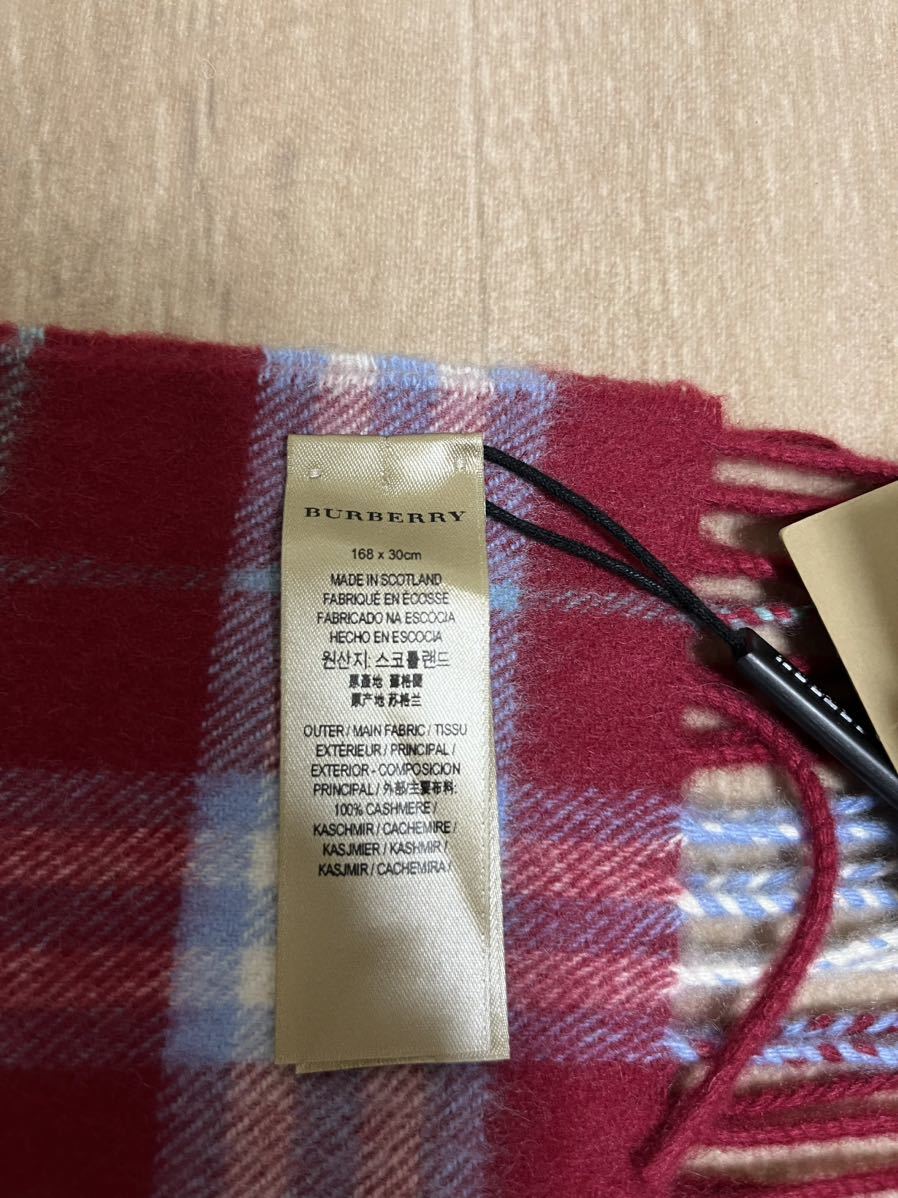 BURBERRY
168 x 30cm
MADE IN SCOTLAND
FABRIQUÉ EN ÉCOSSE
FABRICADO NA ESCÓCIA
HECHO EN ESCOCIA
원산지: 스코틀랜드
原產地 蘇格蘭
原产地 苏格兰
OUTER / MAIN FABRIC / TISSU
EXTÉRIEUR / PRINCIPAL /
EXTERIOR - COMPOSICION
PRINCIPAL / 外部/主要布料:
100% CASHMERE /
KASCHMIR / CACHEMIRE /
KASJMIER / KASHMIR /
KASJMIR / CACHEMIRA /